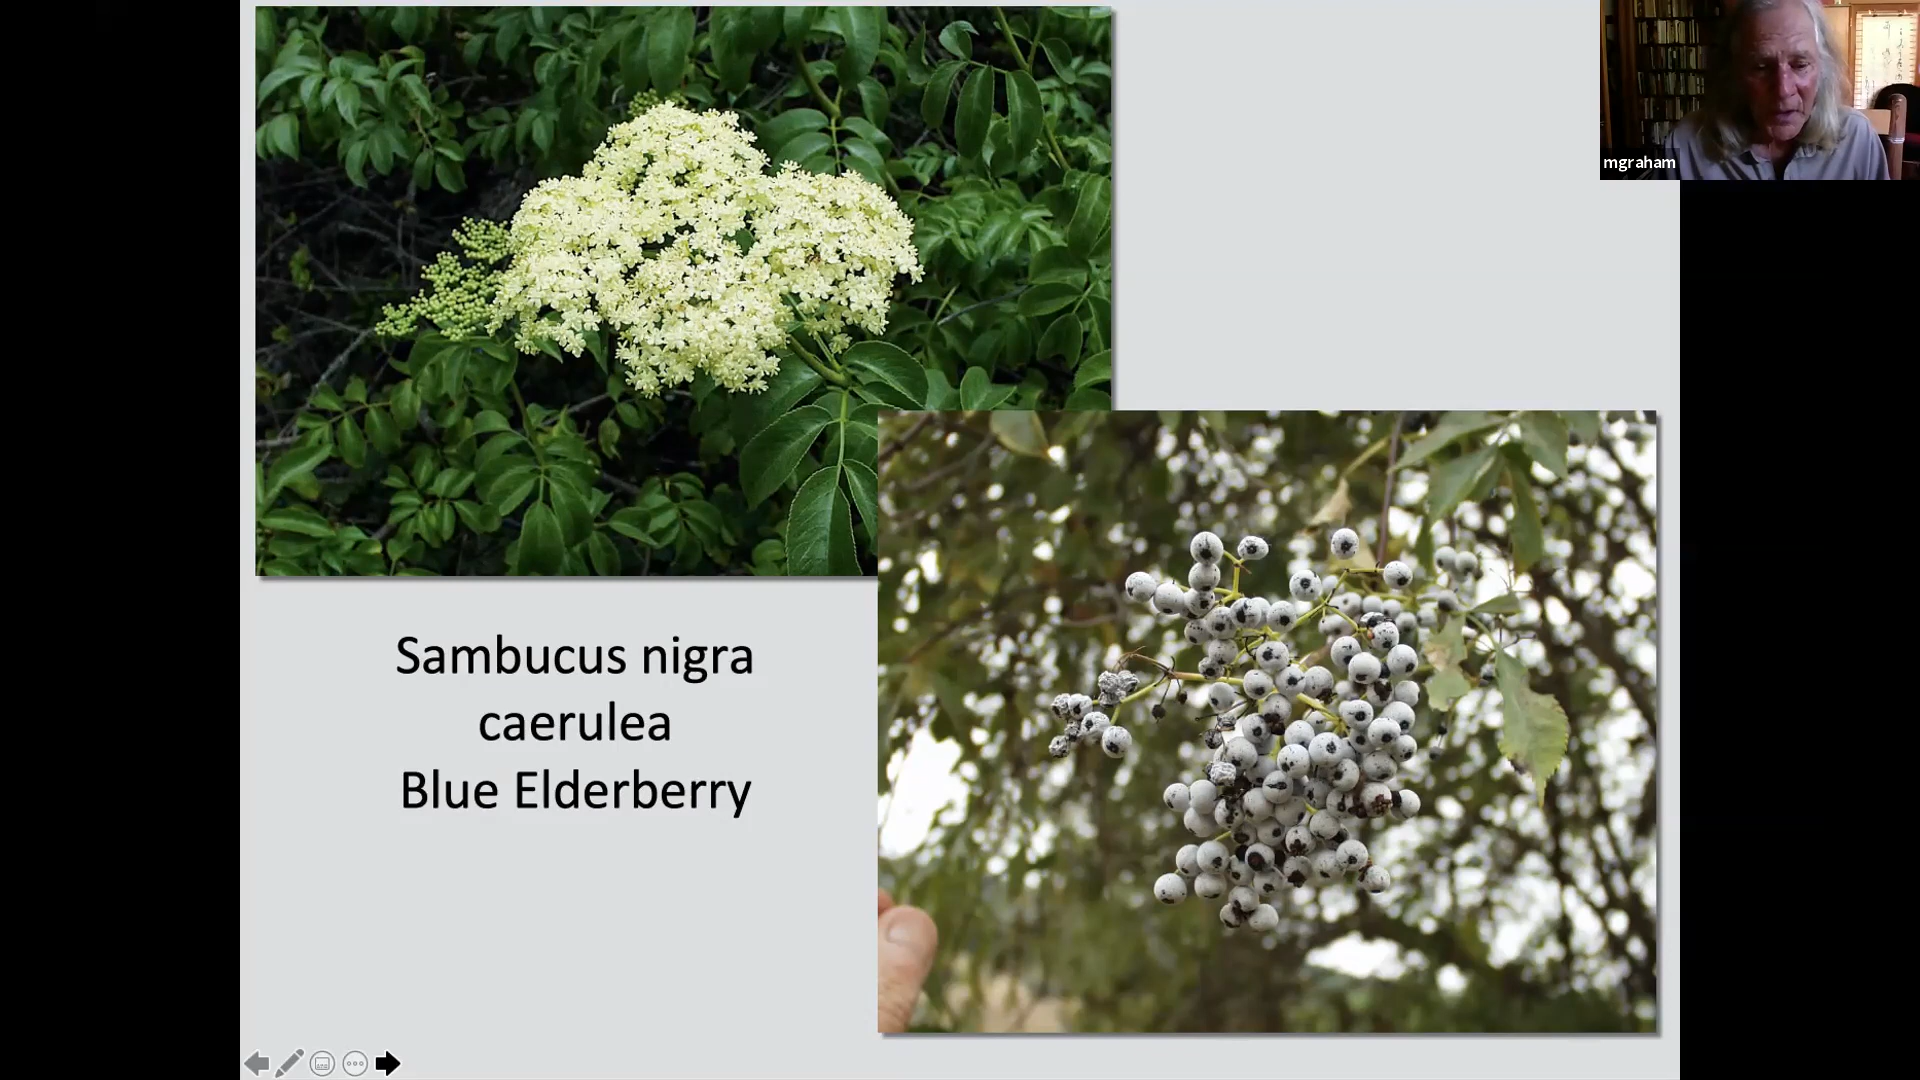 mgraham
Sambucus nigra
caerulea
Blue Elderberry